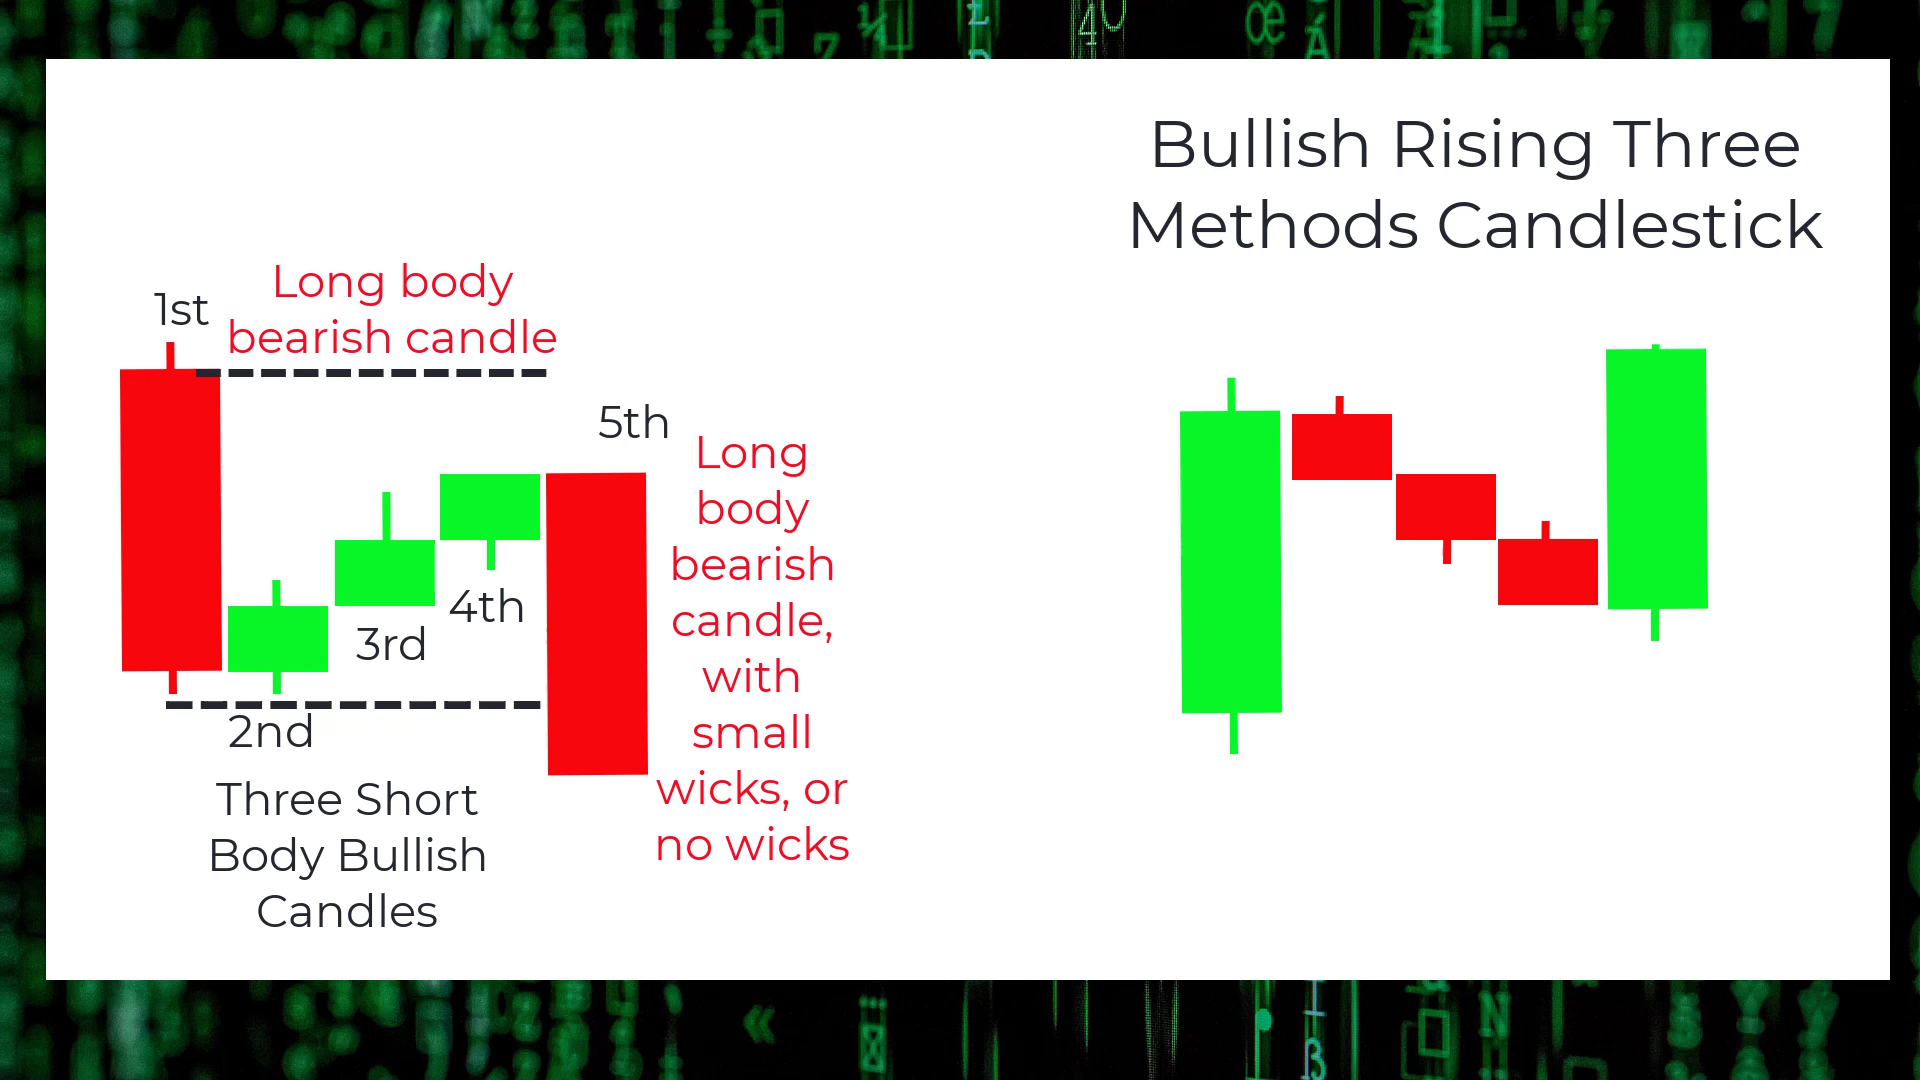 Bullish Rising Three
Methods Candlestick
1st
Long body
bearish candle
5th
Long
body
bearish
candle,
with
small
wicks, or
no wicks
4th
3rd
2nd
Three Short
Body Bullish
Candles